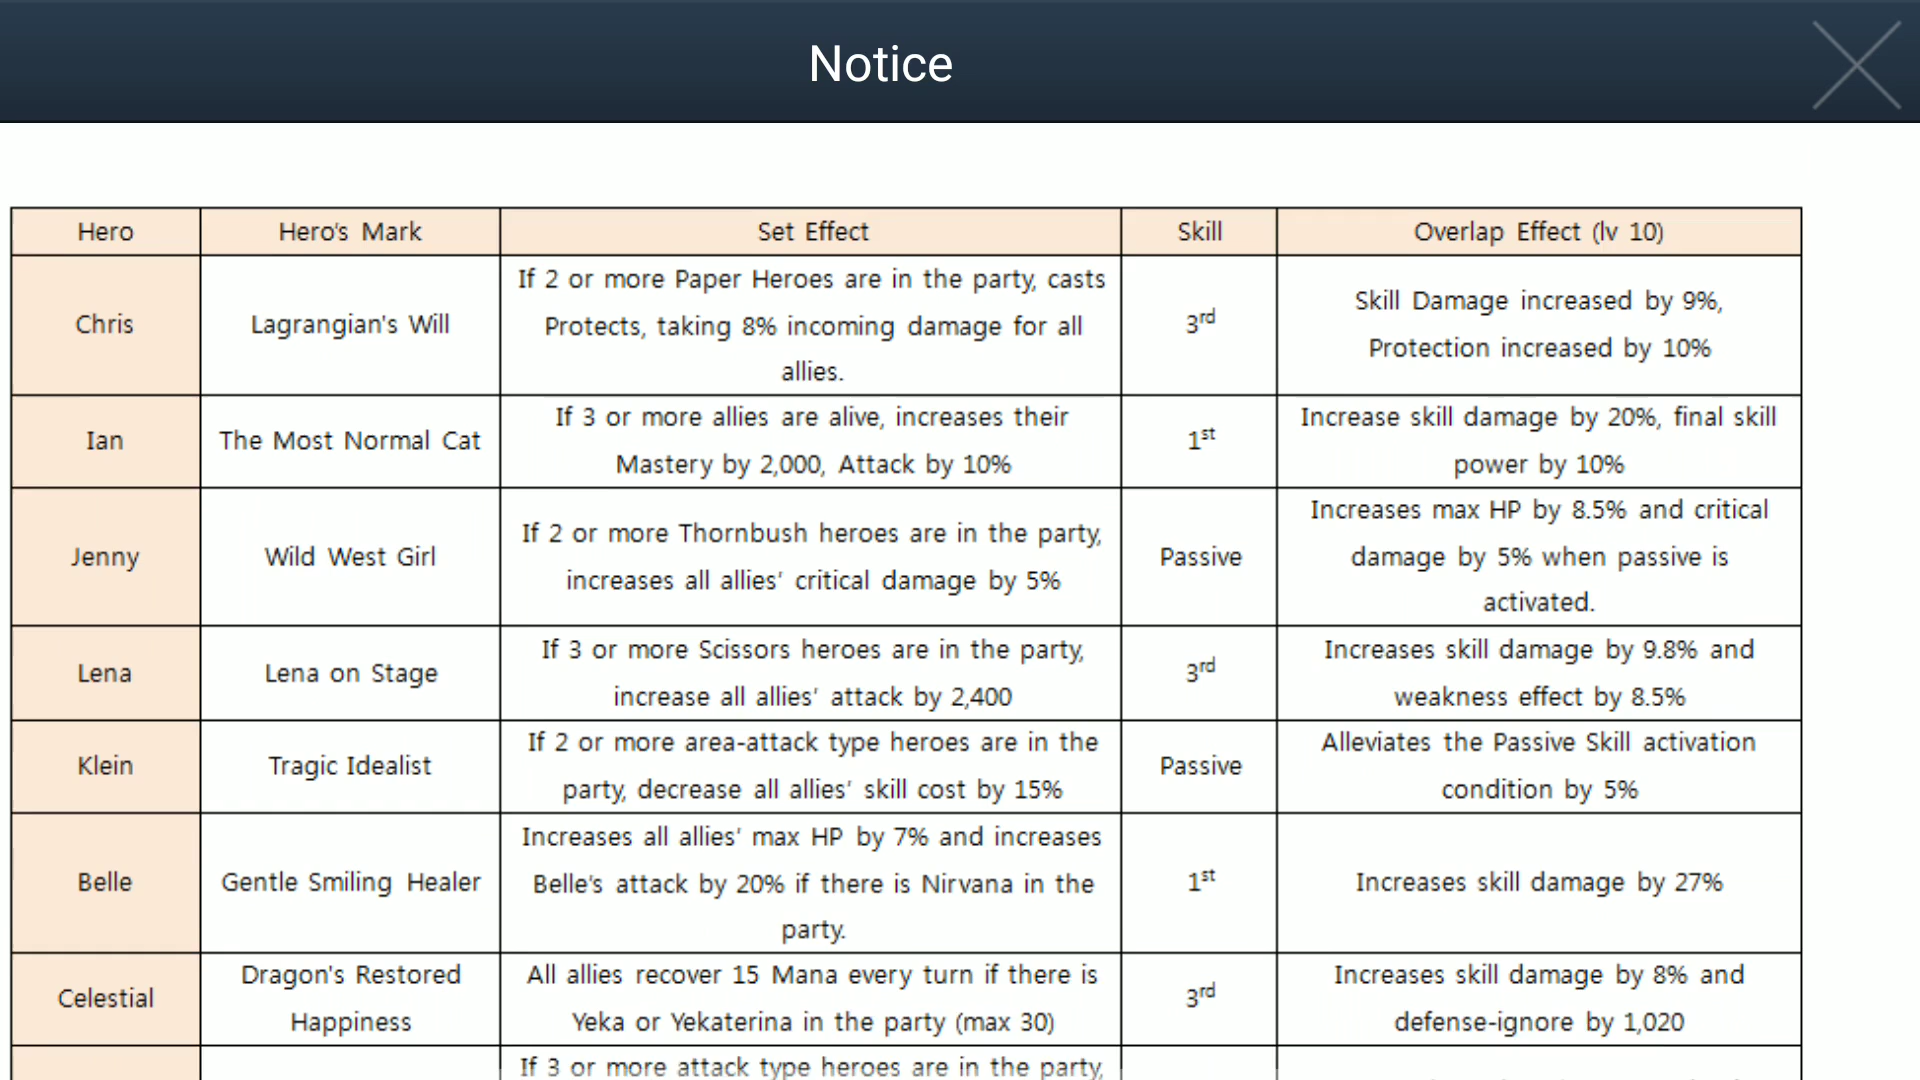 Notice
Hero Hero's Mark Set Effect Skill Overlap Effect (lv 10)
Chris
Lagrangian's Will
If 2 or more Paper Heroes are in the party, casts
Protects, taking 8% incoming damage for all
allies.
3rd
Skill Damage increased by 9%,
Protection increased by 10%
Ian
The Most Normal Cat
If 3 or more allies are alive, increases their
Mastery by 2,000, Attack by 10%
1st
Increase skill damage by 20%, final skill
power by 10%
Jenny
Wild West Girl
If 2 or more Thornbush heroes are in the party,
increases all allies' critical damage by 5%
Passive
Increases max HP by 8.5% and critical
damage by 5% when passive is
activated.
Lena
Lena on Stage
If 3 or more Scissors heroes are in the party,
increase all allies' attack by 2,400
3rd
Increases skill damage by 9.8% and
weakness effect by 8.5%
Klein
Tragic Idealist
If 2 or more area-attack type heroes are in the
party, decrease all allies' skill cost by 15%
Passive
Alleviates the Passive Skill activation
condition by 5%
Belle
Gentle Smiling Healer
Increases all allies' max HP by 7% and increases
Belle's attack by 20% if there is Nirvana in the
party.
1st
Increases skill damage by 27%
Celestial
Dragon's Restored
Happiness
All allies recover 15 Mana every turn if there is
Yeka or Yekaterina in the party (max 30)
3rd
Increases skill damage by 8% and
defense-ignore by 1,020
If 3 or more attack type heroes are in the party,